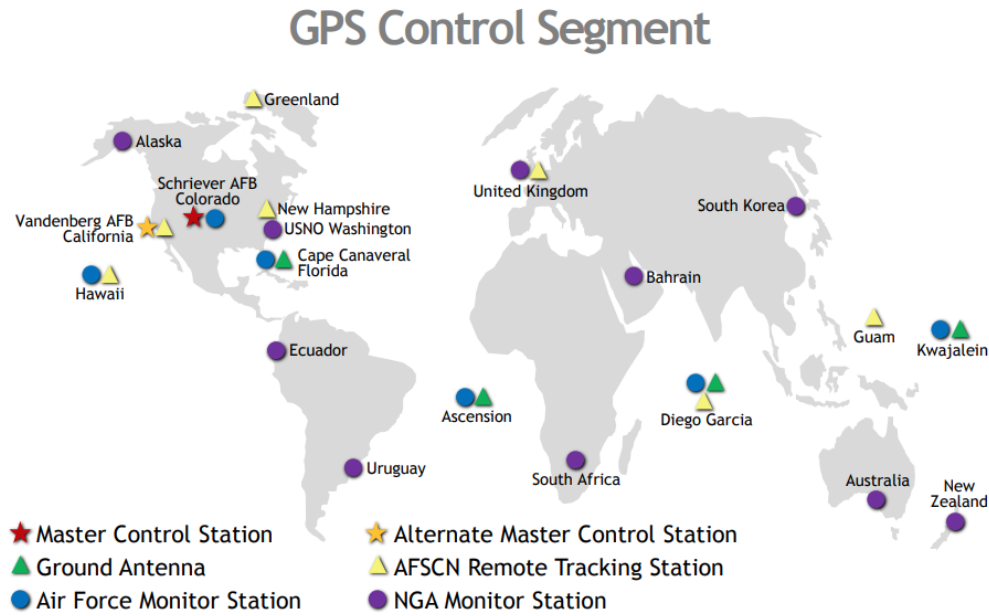 GPS Control Segment
Greenland
Alaska
Schriever AFB
Colorado
Vandenberg AFB
California
New Hampshire
USNO Washington
Cape Canaveral
Florida
Hawaii
United Kingdom
South Korea
Bahrain
Guam
Kwajalein
Ecuador
Ascension
Diego Garcia
Uruguay
South Africa
Australia
New
Zealand
Master Control Station
Alternate Master Control Station
Ground Antenna
AFSCN Remote Tracking Station
Air Force Monitor Station
NGA Monitor Station